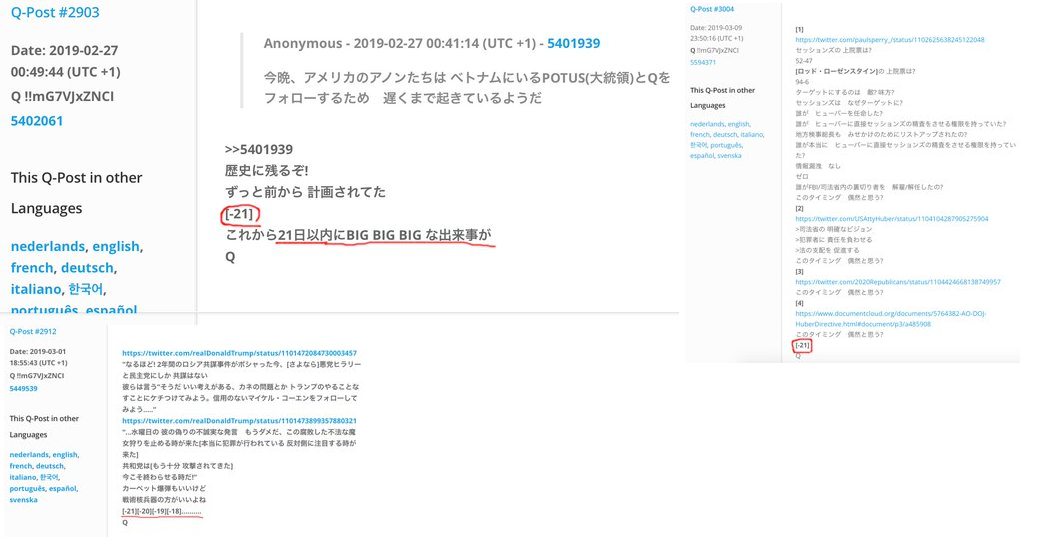 Q-Post #2903
Date: 2019-02-27
00:49:44 (UTC +1)
Q !!mG7VJxZNCI
5402061
This Q-Post in other
Languages
nederlands, english,
french, deutsch,
italiano, 한국어,
português, español,
Anonymous - 2019-02-27 00:41:14 (UTC +1) - 5401939
今晩、アメリカのアノンたちは ベトナムにいるPOTUS(大統領)とQを
フォローするため 遅くまで起きているようだ
>>5401939
歴史に残るぞ!
ずっと前から 計画されてた
[-21]
これから21日以内にBIG BIG BIG な出来事が
Q
Q-Post #2912
Date: 2019-03-01
18:55:43 (UTC +1)
Q !!mG7VJxZNCI
5449539
This Q-Post in other
Languages
nederlands, english,
french, deutsch,
italiano, 한국어,
português, español,
svenska
https://twitter.com/realDonaldTrump/status/1101472084730003457
"なるほど! 2年間のロシア共謀事件がポシャった今、[さよなら]悪党ヒラリー
と民主党にしか 共謀はない
彼らは言う"そうだ いい考えがある、カネの問題とか トランプのやることな
すことにケチつけてみよう。信用のないマイケル・コーエンをフォローして
みよう....."
https://twitter.com/realDonaldTrump/status/1101473899357880321
"...水曜日の 彼の偽りの不誠実な発言 もうダメだ、この腐敗した不法な魔
女狩りを止める時が来た[本当に犯罪が行われている 反対側に注目する時が
来た]
共和党は[もう十分 攻撃されてきた]
今こそ終わらせる時だ!"
カーペット爆弾もいいけど
戦術核兵器の方がいいよね
[-21][-20][-19][-18]..........
Q
Q-Post #3004
Date: 2019-03-09
23:50:16 (UTC +1)
Q !!mG7VJxZNCI
5594371
This Q-Post in other
Languages
nederlands, english,
french, deutsch, italiano,
한국어, português,
español, svenska
[1]
https://twitter.com/paulsperry_/status/1102625638245122048
セッションズの 上院票は?
52-47
[ロッド・ローゼンスタイン]の 上院票は?
94-6
ターゲットにするのは 敵? 味方?
セッションズは なぜターゲットに?
誰が ヒューバーを任命した?
誰が ヒューバーに直接セッションズの精査をさせる権限を持っていた?
地方検事総長も みせかけのためにリストアップされたの?
誰が本当に ヒューバーに直接セッションズの精査をさせる権限を持ってい
た?
情報漏洩 なし
ゼロ
誰がFBI/司法省内の裏切り者を 解雇/解任したの?
このタイミング 偶然と思う?
[2]
https://twitter.com/USAttyHuber/status/1104104287905275904
>司法省の 明確なビジョン
>犯罪者に 責任を負わせる
>法の支配を 促進する
このタイミング 偶然と思う?
[3]
https://twitter.com/2020Republicans/status/1104424668138749957
このタイミング 偶然と思う?
[4]
https://www.documentcloud.org/documents/5764382-AO-DOJ-
HuberDirective.html#document/p3/a485908
このタイミング 偶然と思う?
[-21]
Q